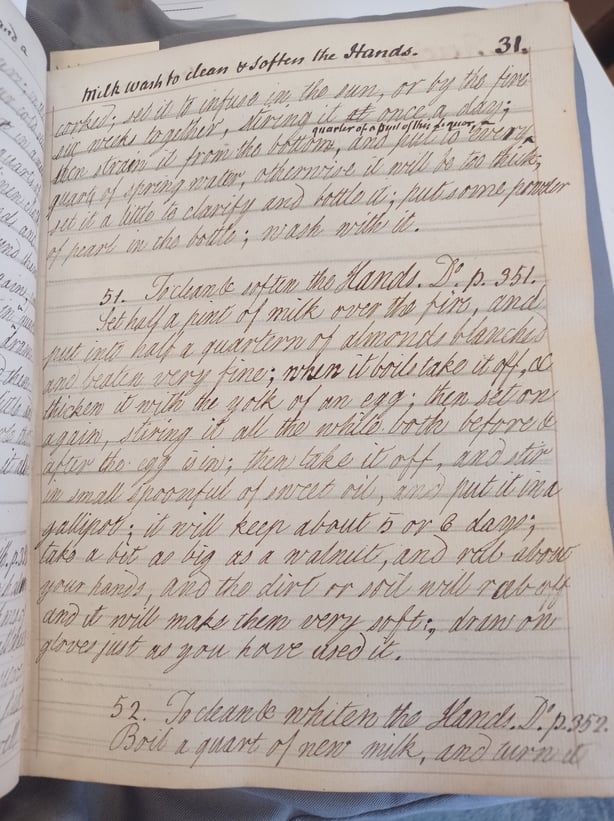 31.
Milk Wash to clean & soften the Hands.
corked; set it to infuse in the sun, or by the fire
six weeks together, stiring it at once a day;
quarter of a pint of this liquor,
then strain it from the bottom, and put to every
quart of spring water, otherwise it will be too thick,
set it a little to clarify and bottle it; put some powder
of pearl in the bottle; wash with it.
51. To clean & soften the Hands. Do. p. 351.
Set half a pint of milk over the fire, and
put into half a quartern of almonds blanched
and beaten very fine; when it boils take it off, &
thicken it with the yolk of an egg; then set on
again, stiring it all the while both before &
after the egg is in; then take it off, and stir
in small spoonful of sweet oil, and put it in a
gallipot; it will keep about 5 or 6 days;
take a bit as big as a walnut, and rub about
your hands, and the dirt or soil will rub off
and it will make them very soft; draw on
gloves just as you have used it.
52. To clean & whiten the Hands. Do. p. 352.
Boil a quart of new milk, and turn it